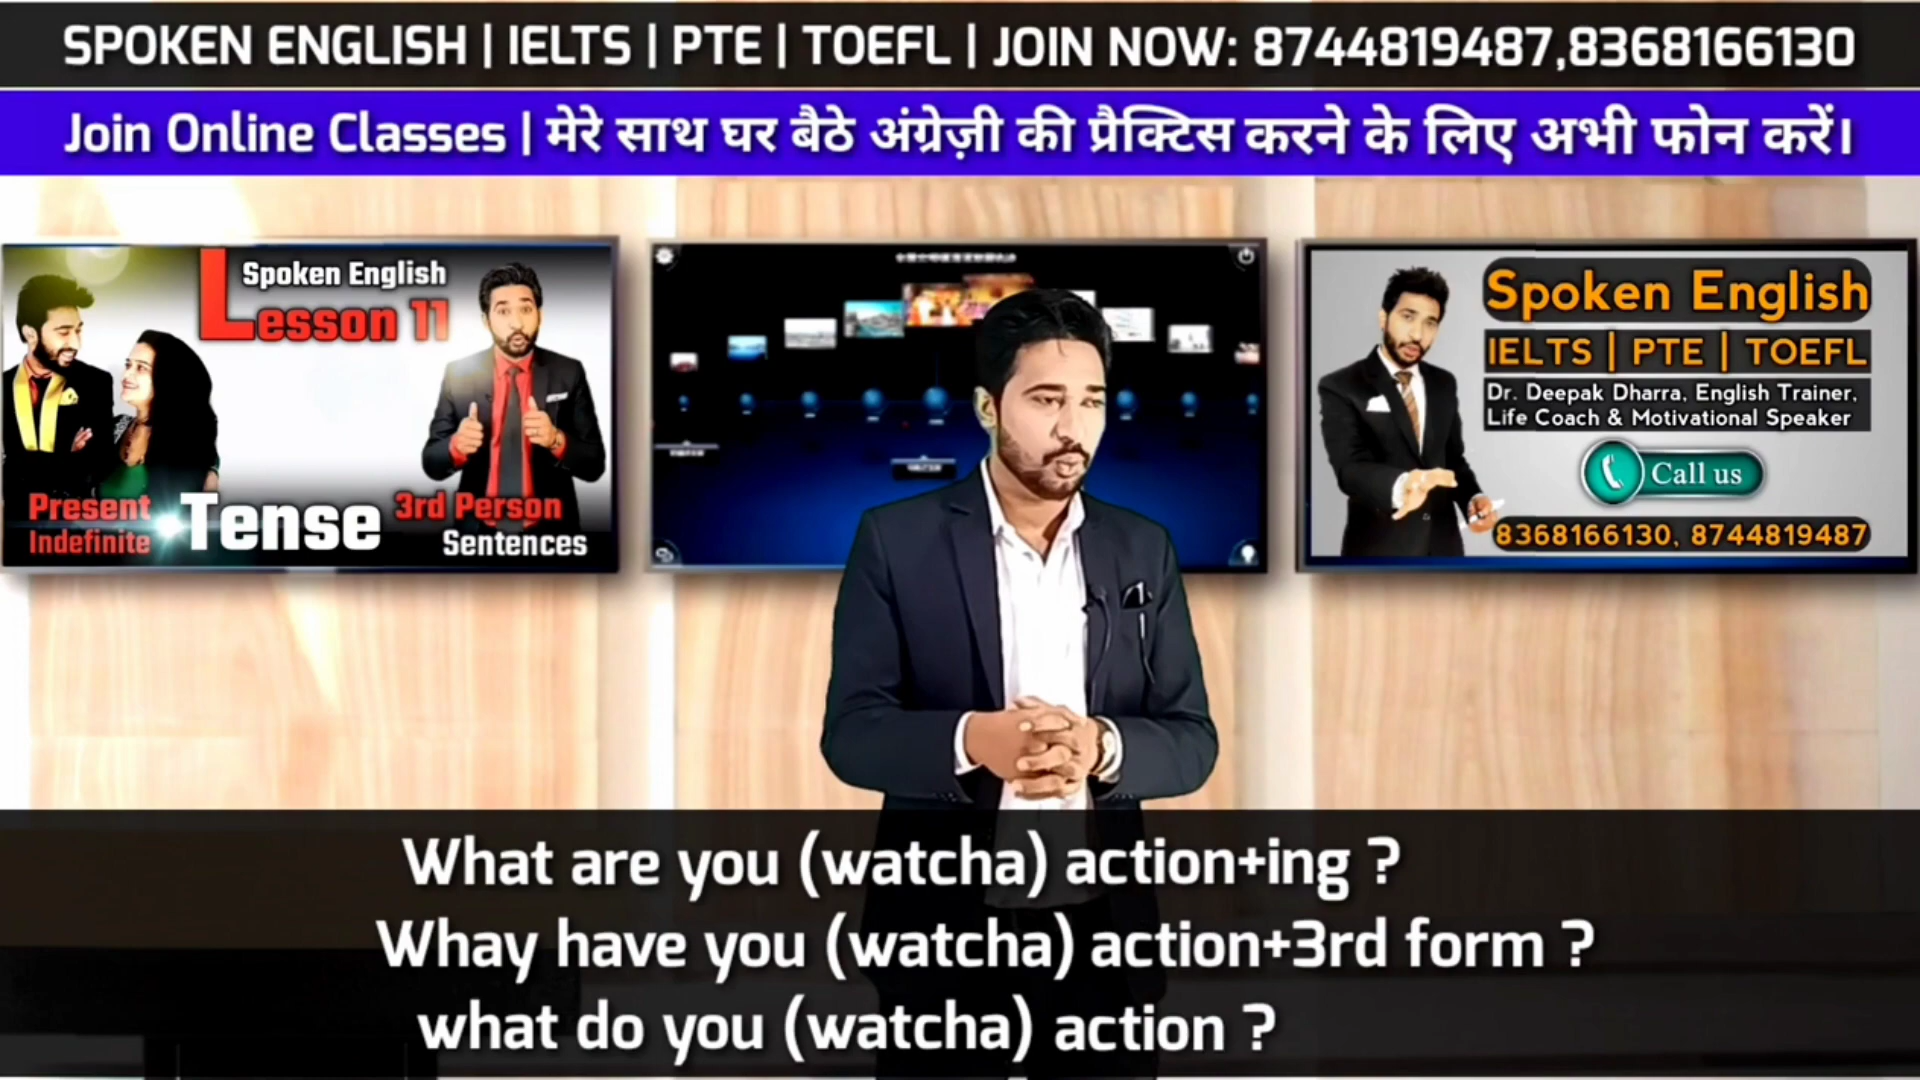 SPOKEN ENGLISH | IELTS | PTE | TOEFL | JOIN NOW: 8744819487,8368166130
Join Online Classes | मेरे साथ घर बैठे अंग्रेज़ी की प्रैक्टिस करने के लिए अभी फोन करें।
Spoken English
Lesson 11
Present
Indefinite
Tense
3rd Person
Sentences
Spoken English
IELTS | PTE | TOEFL
Dr. Deepak Dharra, English Trainer,
Life Coach & Motivational Speaker
Call us
8368166130, 8744819487
What are you (watcha) action+ing ?
Whay have you (watcha) action+3rd form ?
what do you (watcha) action ?